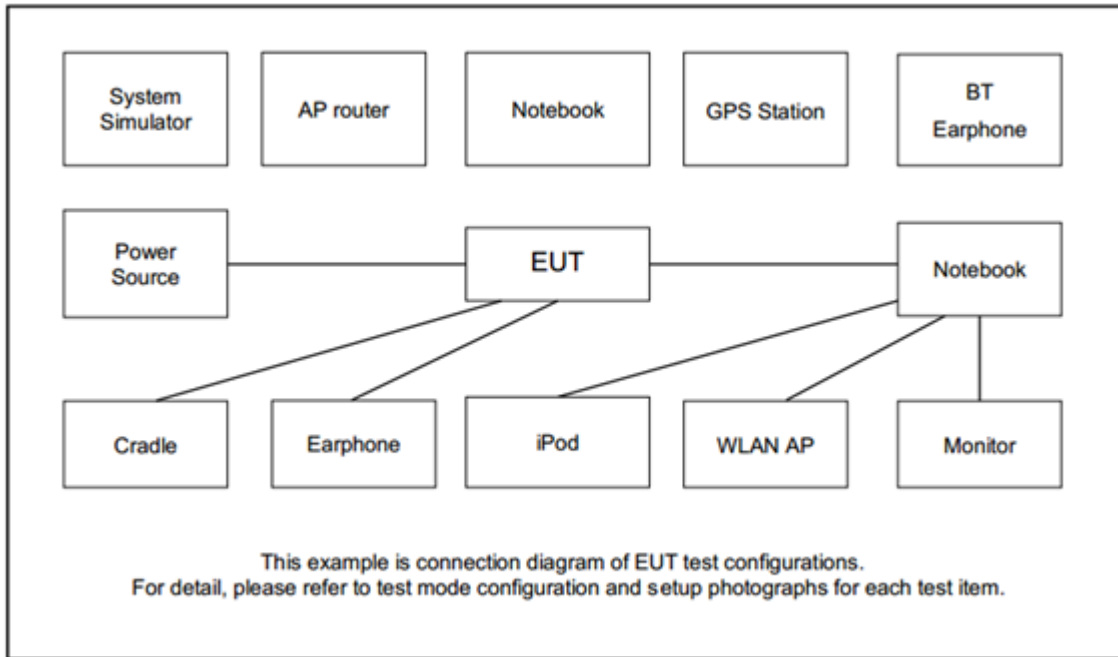 System
Simulator
AP router
Notebook
GPS Station
BT
Earphone
Power
Source
EUT
Notebook
Cradle
Earphone
iPod
WLAN AP
Monitor
This example is connection diagram of EUT test configurations.
For detail, please refer to test mode configuration and setup photographs for each test item.